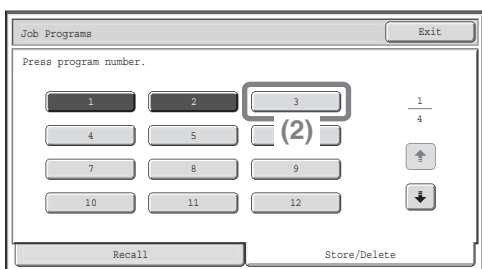 Job Programs Exit
Press program number.
1 2 3
4 5 (2)
7 8 9
10 11 12
1
4
Recall Store/Delete